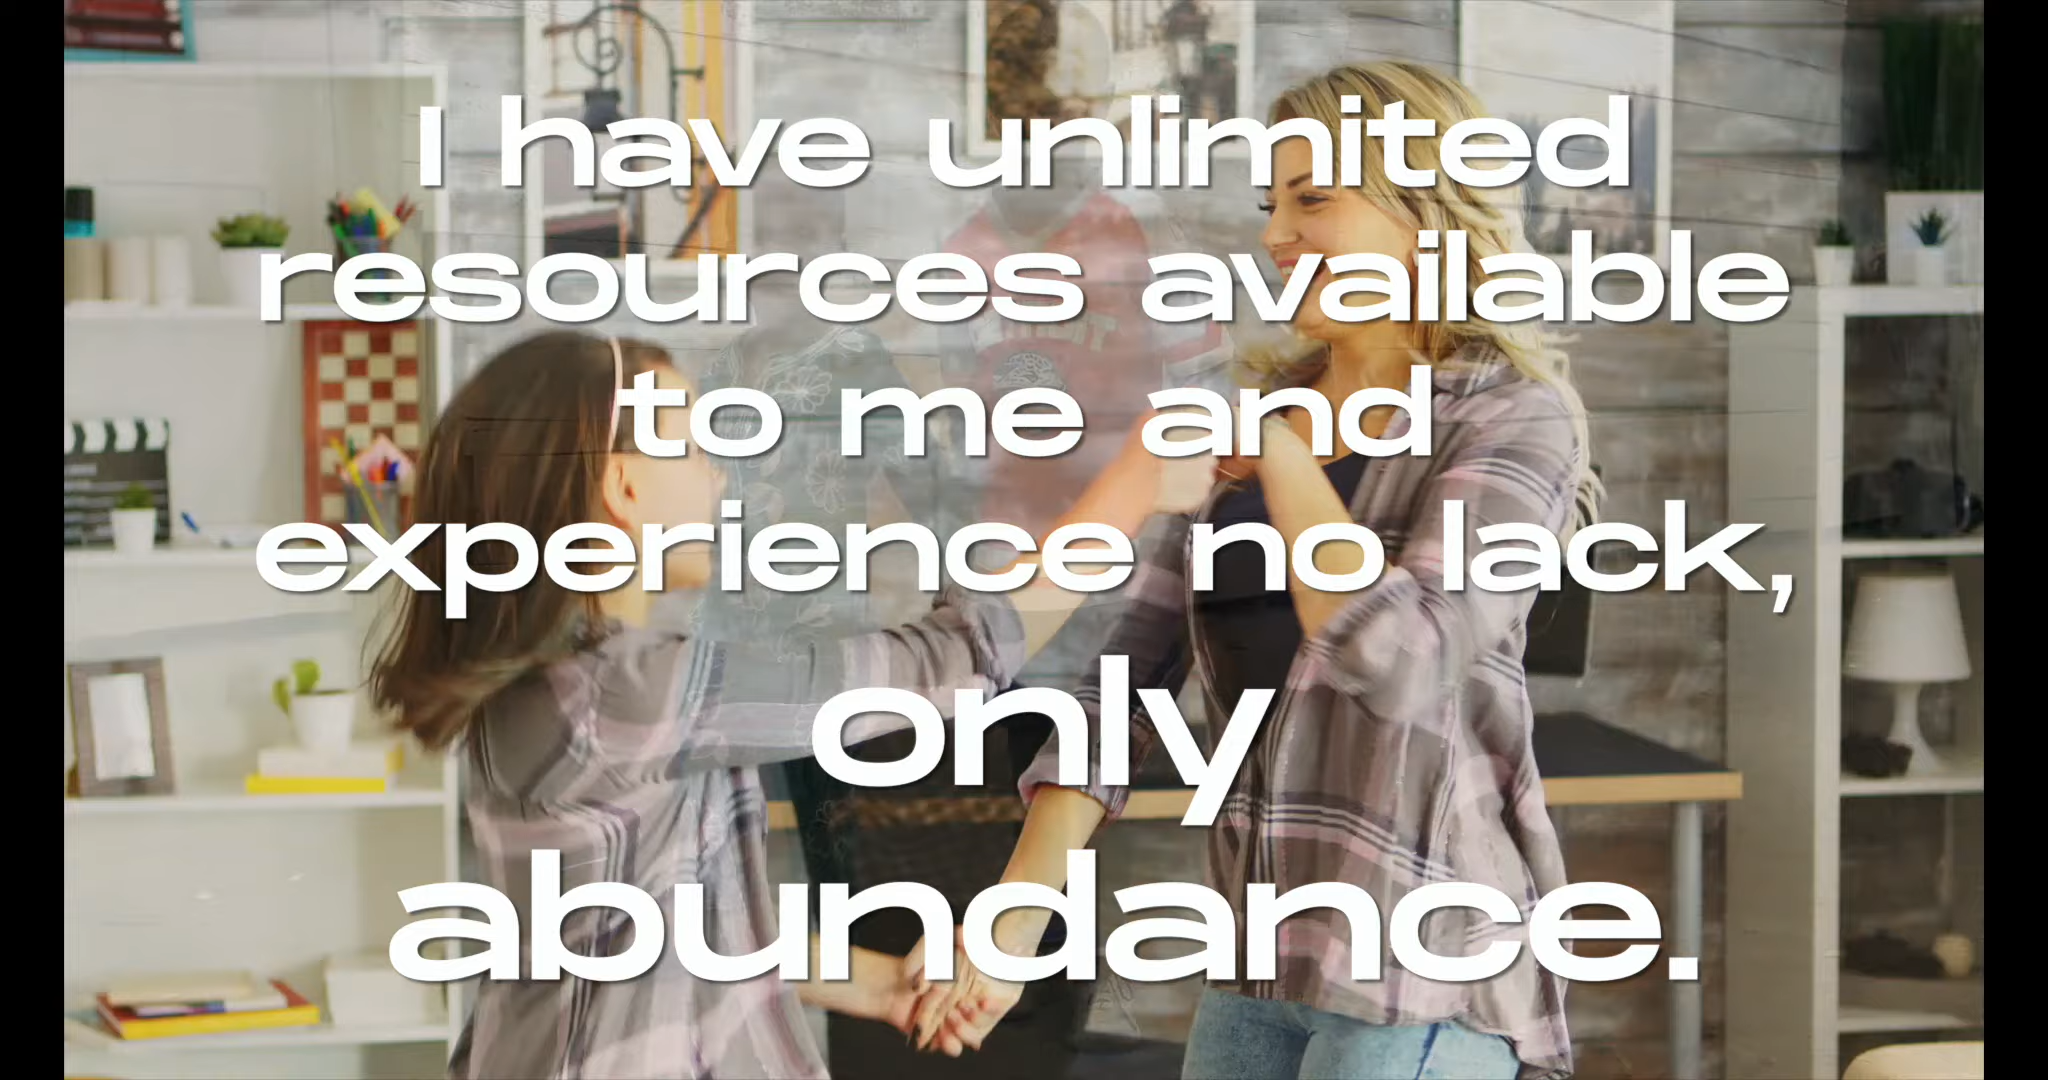 I have unlimited
resources available
to me and
experience no lack,
only
abundance.